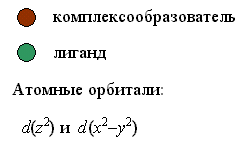 комплексообразователь
лиганд
Атомные орбитали:
d(z²) и d(x²–y²)